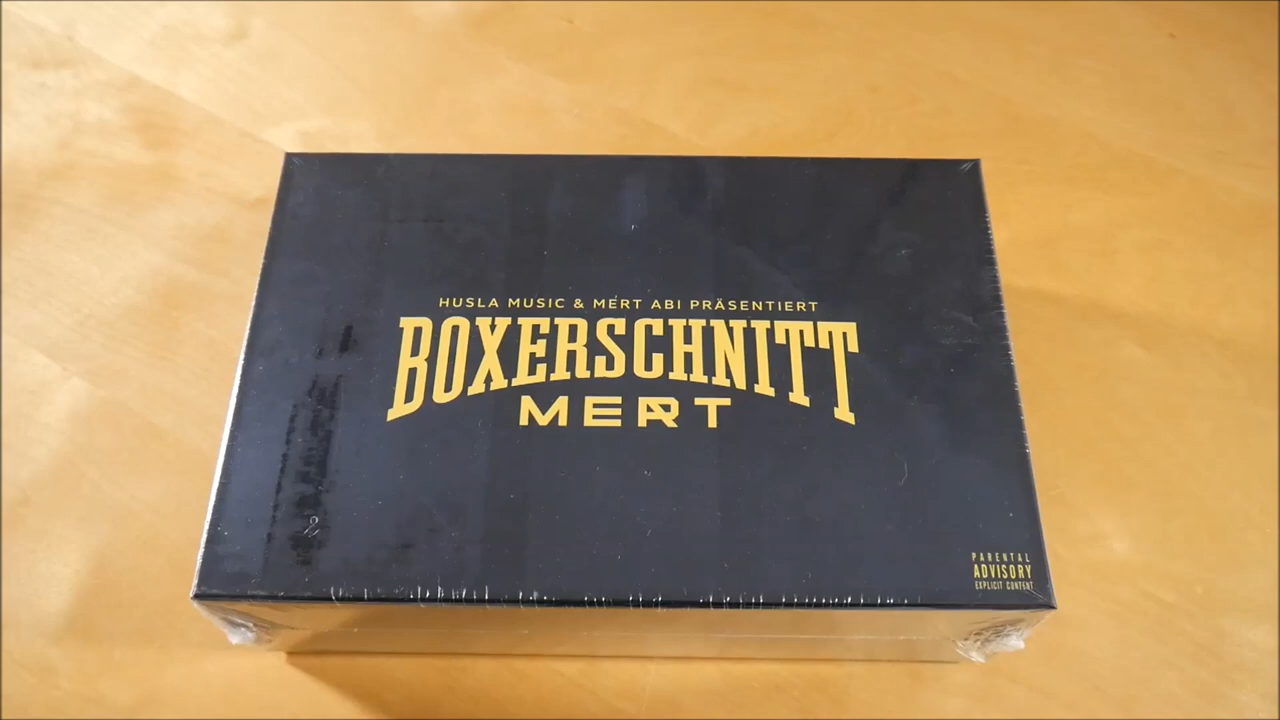 HUSLA MUSIC & MERT ABI PRÄSENTIERT
BOXERSCHNITT
MERT
PARENTAL
ADVISORY
EXPLICIT CONTENT